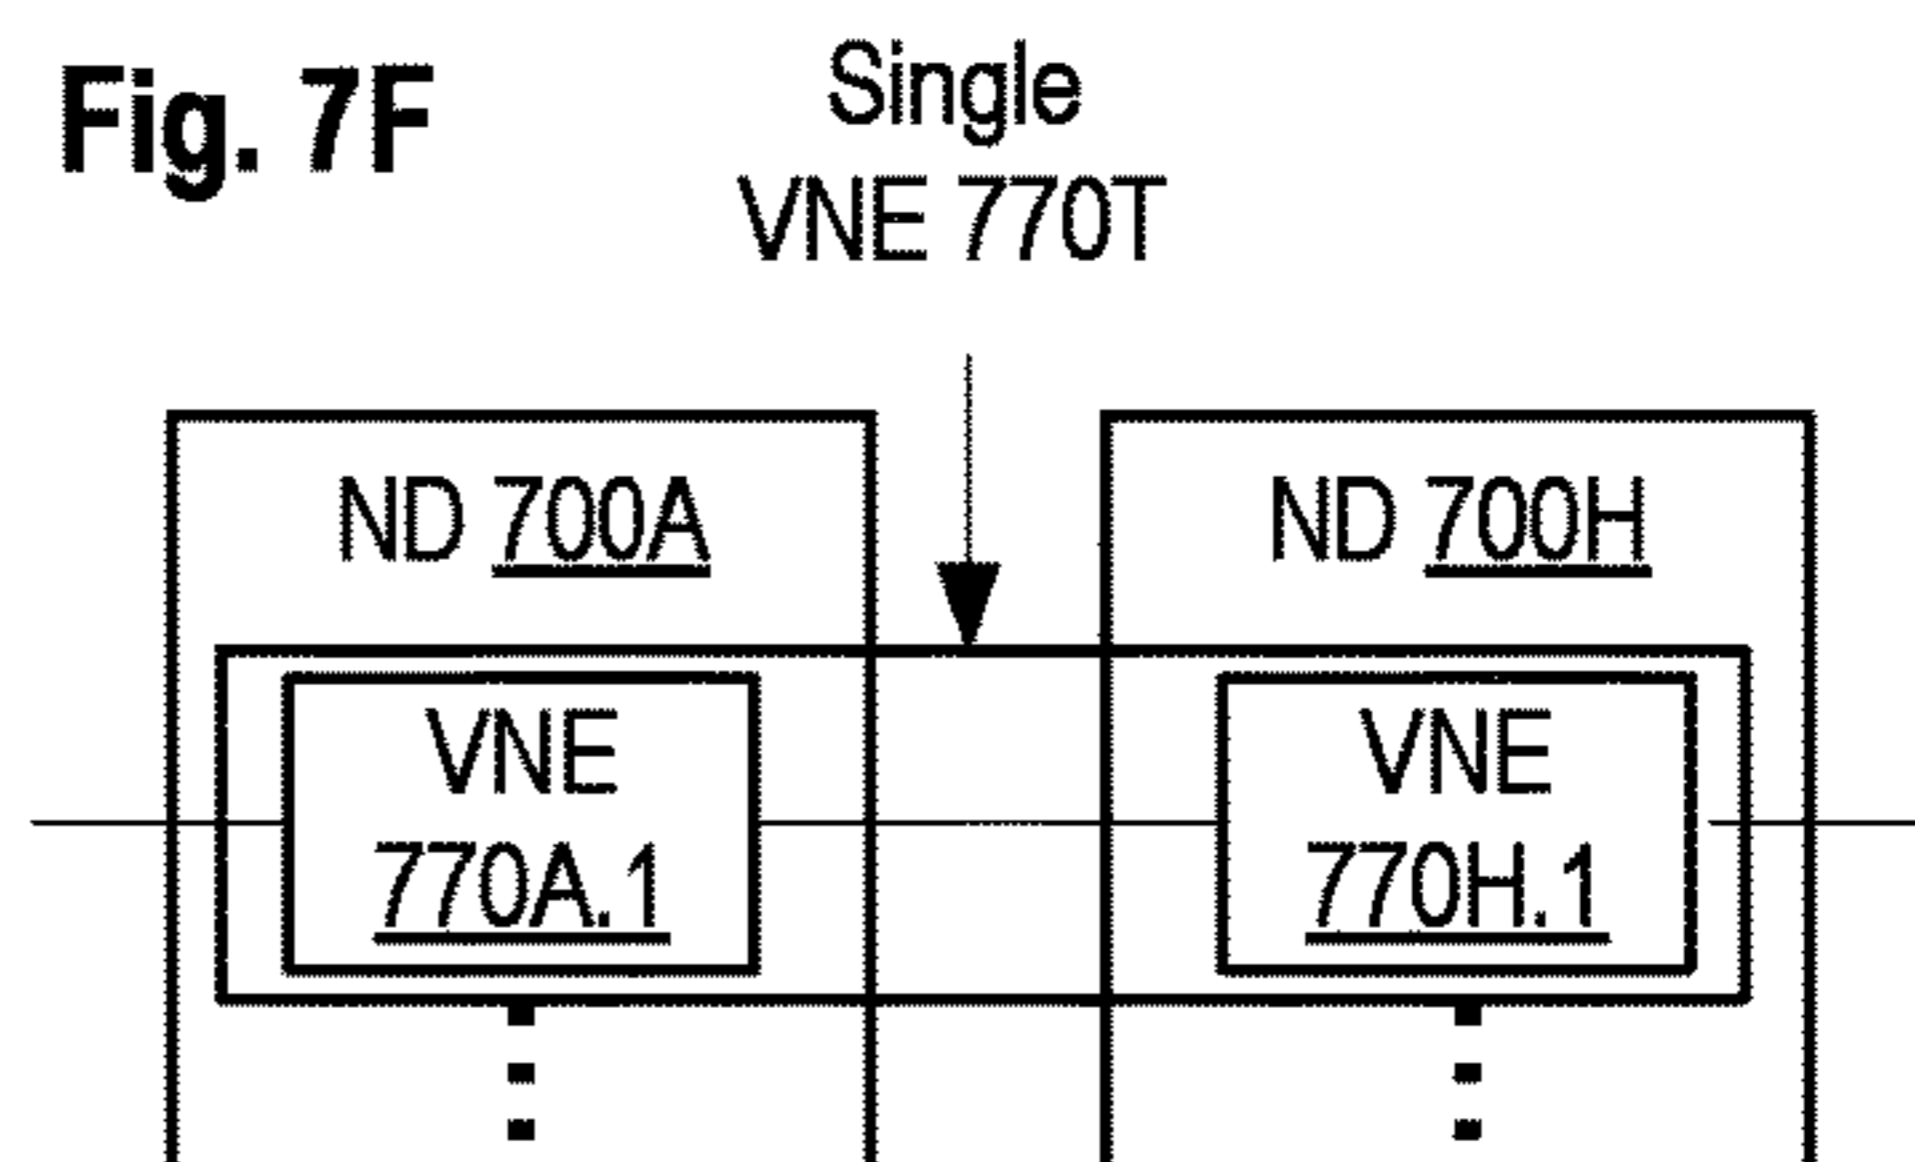 Fig. 7F
Single
VNE 770T
ND 700A
ND 700H
VNE
770A.1
VNE
770H.1